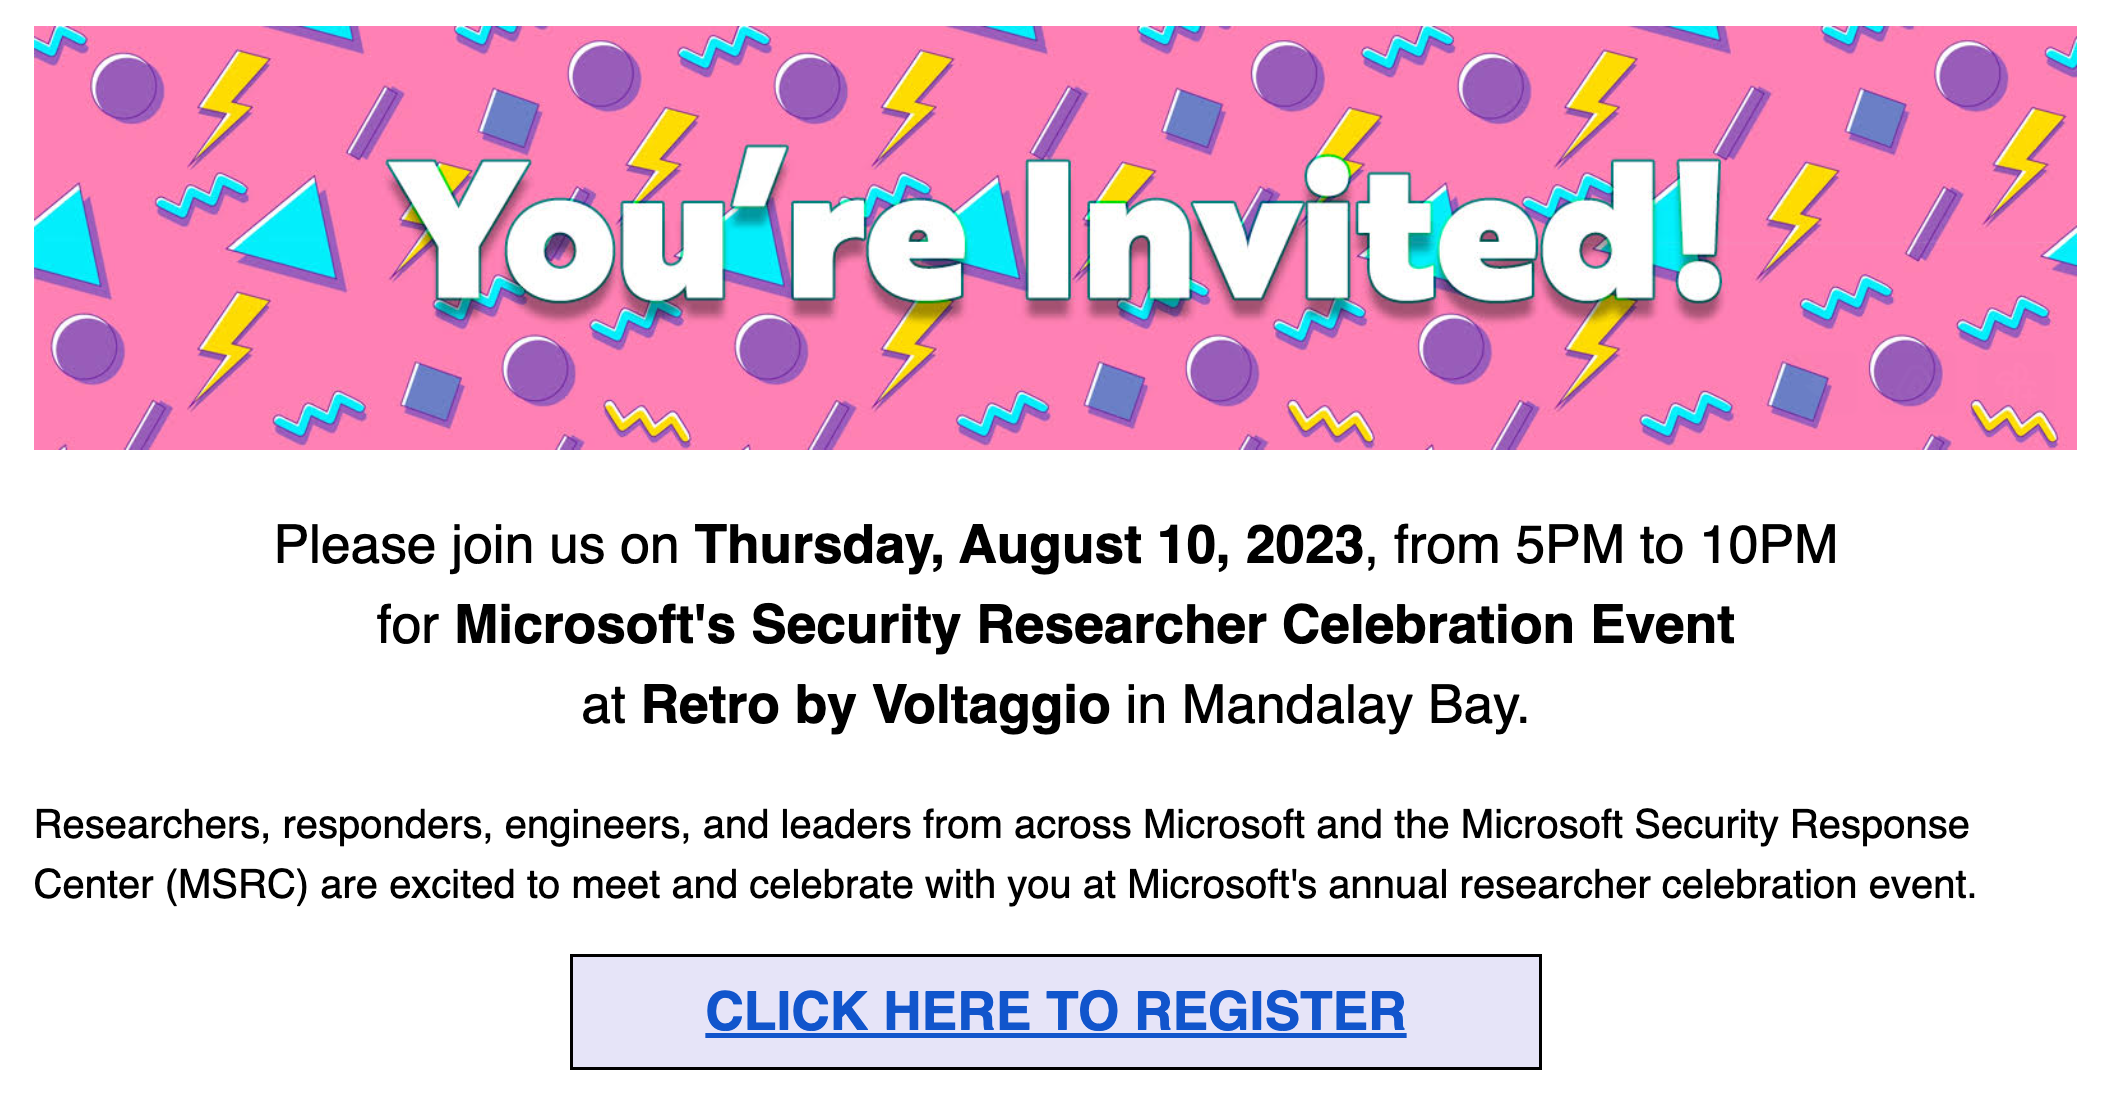 You’re Invited!
Please join us on Thursday, August 10, 2023, from 5PM to 10PM
for Microsoft's Security Researcher Celebration Event
at Retro by Voltaggio in Mandalay Bay.
Researchers, responders, engineers, and leaders from across Microsoft and the Microsoft Security Response
Center (MSRC) are excited to meet and celebrate with you at Microsoft's annual researcher celebration event.
CLICK HERE TO REGISTER